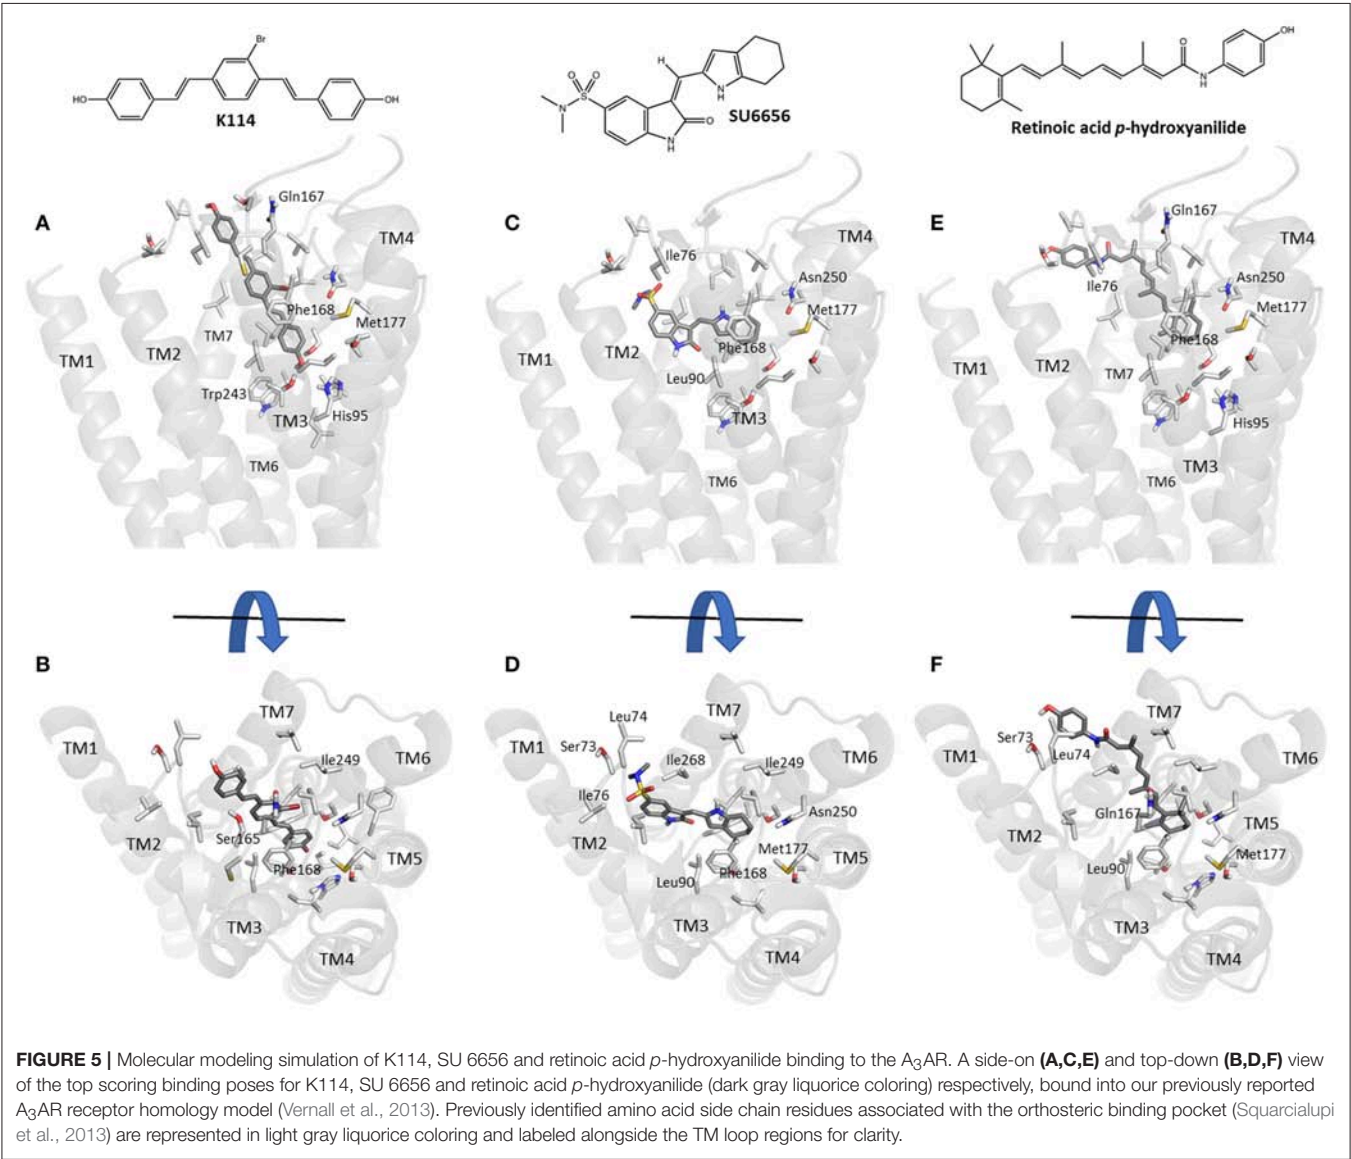 Br
HO
OH
K114
H
O
O
S
N
N
H
O
N
H
SU6656
O
N
H
OH
Retinoic acid p-hydroxyanilide
A
Gln167
TM4
Phe168
Met177
TM7
TM1
TM2
Trwp243
TM3
His95
TM6
C
Ile76
TM4
Asn250
Met177
TM1
TM2
Phe168
Leu90
TM3
TM6
E
Gln167
TM4
Ile76
Asn250
Met177
Phe168
TM1
TM2
TM7
His95
TM3
TM6
B
TM7
TM1
Ile249
TM6
Ser165
TM2
Phe168
TM5
TM3
TM4
D
Leu74
TM7
TM1
Ser73
Ile268
Ile249
TM6
Ile76
Asn250
TM2
Met177
TM5
Leu90
Phe168
TM3
TM4
F
TM7
Ser73
TM1
Leu74
TM6
Gln167
TM2
TM5
Met177
Leu90
TM3
TM4
FIGURE 5 | Molecular modeling simulation of K114, SU 6656 and retinoic acid p-hydroxyanilide binding to the A3AR. A side-on (A,C,E) and top-down (B,D,F) view
of the top scoring binding poses for K114, SU 6656 and retinoic acid p-hydroxyanilide (dark gray liquorice coloring) respectively, bound into our previously reported
A3AR receptor homology model (Vernall et al., 2013). Previously identified amino acid side chain residues associated with the orthosteric binding pocket (Squarcialupi
et al., 2013) are represented in light gray liquorice coloring and labeled alongside the TM loop regions for clarity.